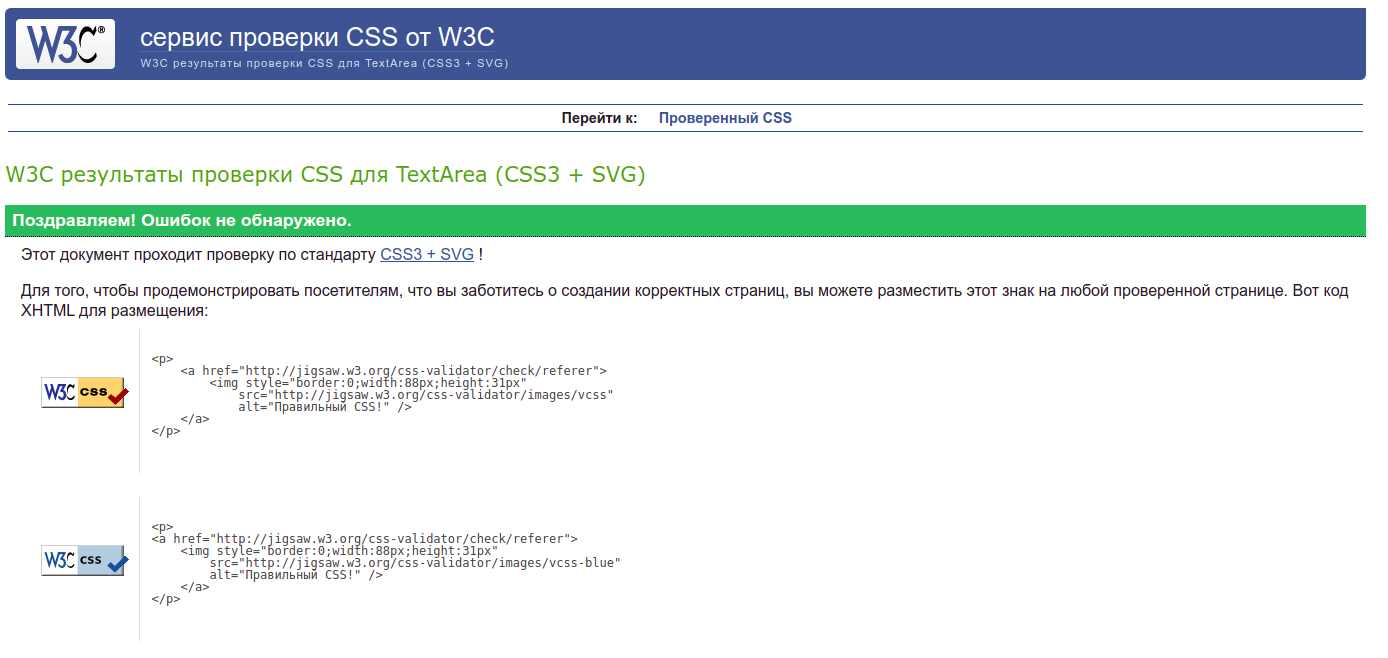 W3C® сервис проверки CSS от W3C
W3C результаты проверки CSS для TextArea (CSS3 + SVG)
Перейти к: Проверенный CSS
W3C результаты проверки CSS для TextArea (CSS3 + SVG)
Поздравляем! Ошибок не обнаружено.
Этот документ проходит проверку по стандарту CSS3 + SVG !
Для того, чтобы продемонстрировать посетителям, что вы заботитесь о создании корректных страниц, вы можете разместить этот знак на любой проверенной странице. Вот код
XHTML для размещения:
<p>
<a href="http://jigsaw.w3.org/css-validator/check/referer">
<img style="border:0;width:88px;height:31px"
W3C css
src="http://jigsaw.w3.org/css-validator/images/vcss"
alt="Правильный CSS!" />
</a>
</p>
<p>
<a href="http://jigsaw.w3.org/css-validator/check/referer">
<img style="border:0;width:88px;height:31px"
W3C css
src="http://jigsaw.w3.org/css-validator/images/vcss-blue"
alt="Правильный CSS!" />
</a>
</p>